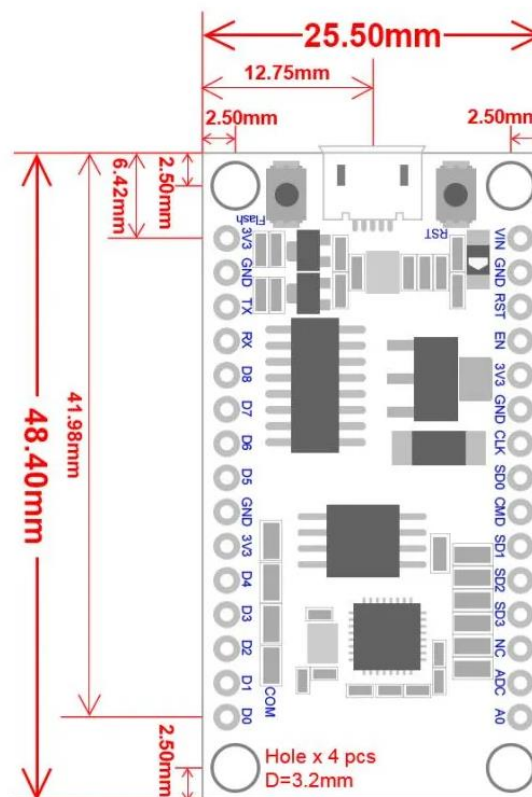 25.50mm
12.75mm
2.50mm
2.50mm
2.50mm
6.42mm
41.98mm
48.40mm
2.50mm
Flash
RST
3V3
GND
TX
RX
D8
D7
D6
D5
GND
3V3
D4
D3
D2
D1
D0
COM
VIN
GND
RST
EN
3V3
GND
CLK
SD0
CMD
SD1
SD2
SD3
NC
ADC
A0
Hole x 4 pcs
D=3.2mm